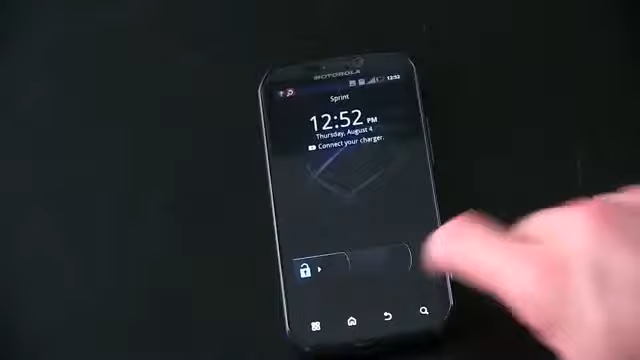 MOTOROLA
12:52
Sprint
12:52 PM
Thursday, August 4
Connect your charger.